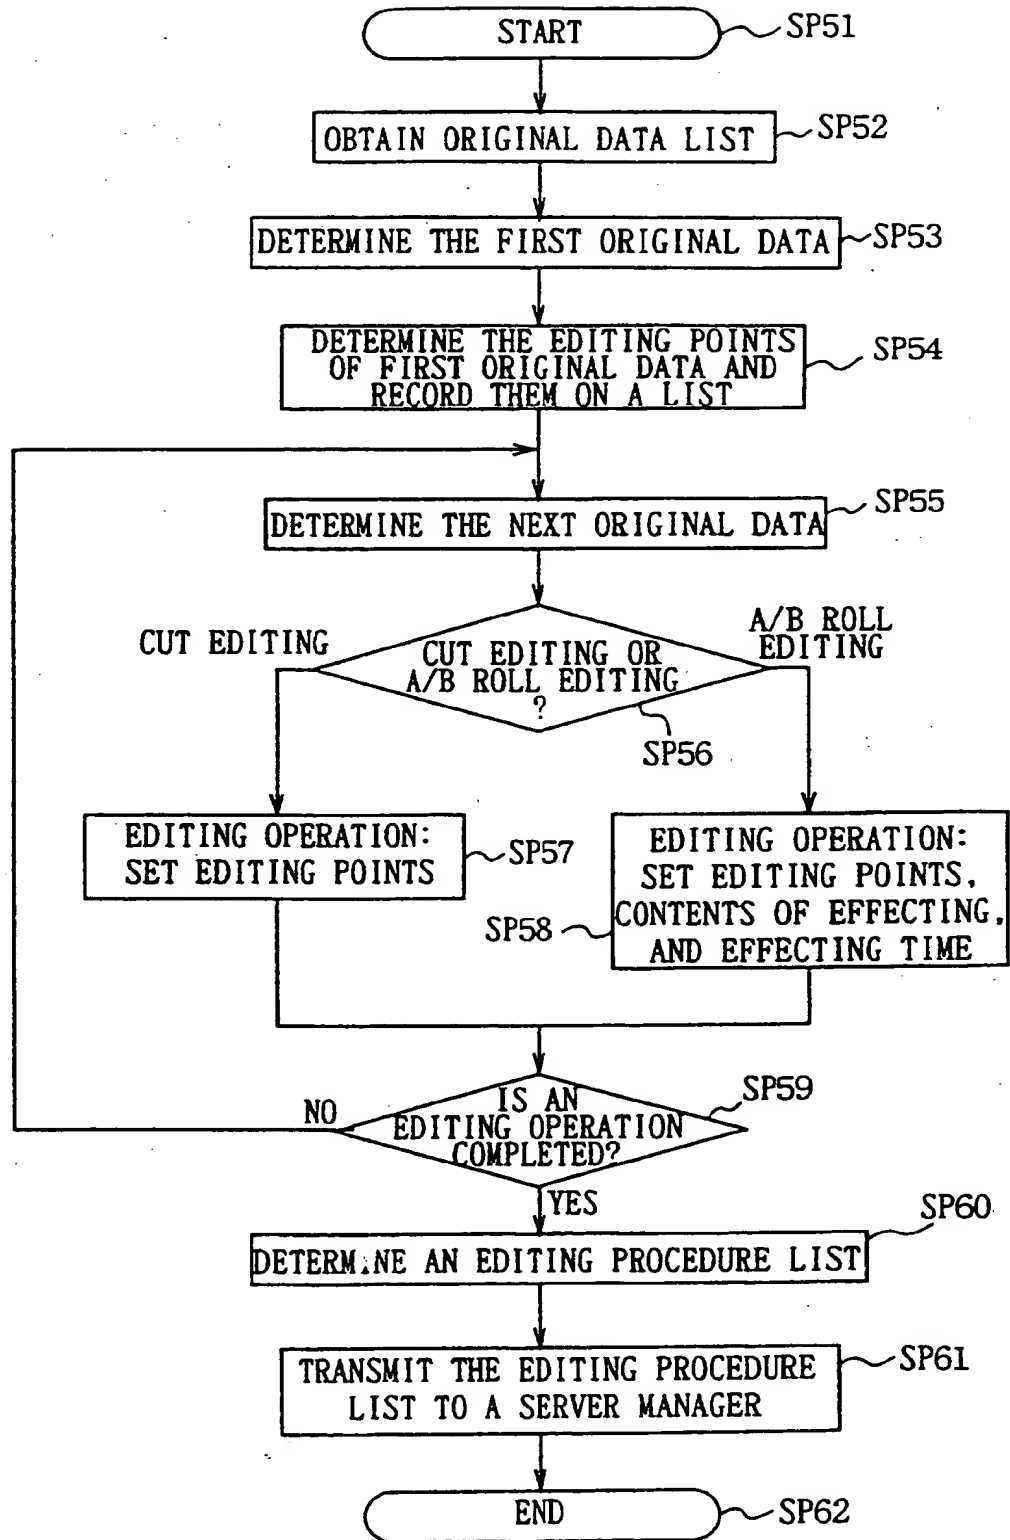 START
SP51
OBTAIN ORIGINAL DATA LIST
SP52
DETERMINE THE FIRST ORIGINAL DATA
SP53
DETERMINE THE EDITING POINTS
OF FIRST ORIGINAL DATA AND
RECORD THEM ON A LIST
SP54
DETERMINE THE NEXT ORIGINAL DATA
SP55
CUT EDITING
CUT EDITING OR
A/B ROLL EDITING
?
A/B ROLL
EDITING
SP56
EDITING OPERATION:
SET EDITING POINTS
SP57
EDITING OPERATION:
SET EDITING POINTS,
CONTENTS OF EFFECTING,
AND EFFECTING TIME
SP58
IS AN
EDITING OPERATION
COMPLETED?
SP59
NO
YES
DETERMINE AN EDITING PROCEDURE LIST
SP60
TRANSMIT THE EDITING PROCEDURE
LIST TO A SERVER MANAGER
SP61
END
SP62